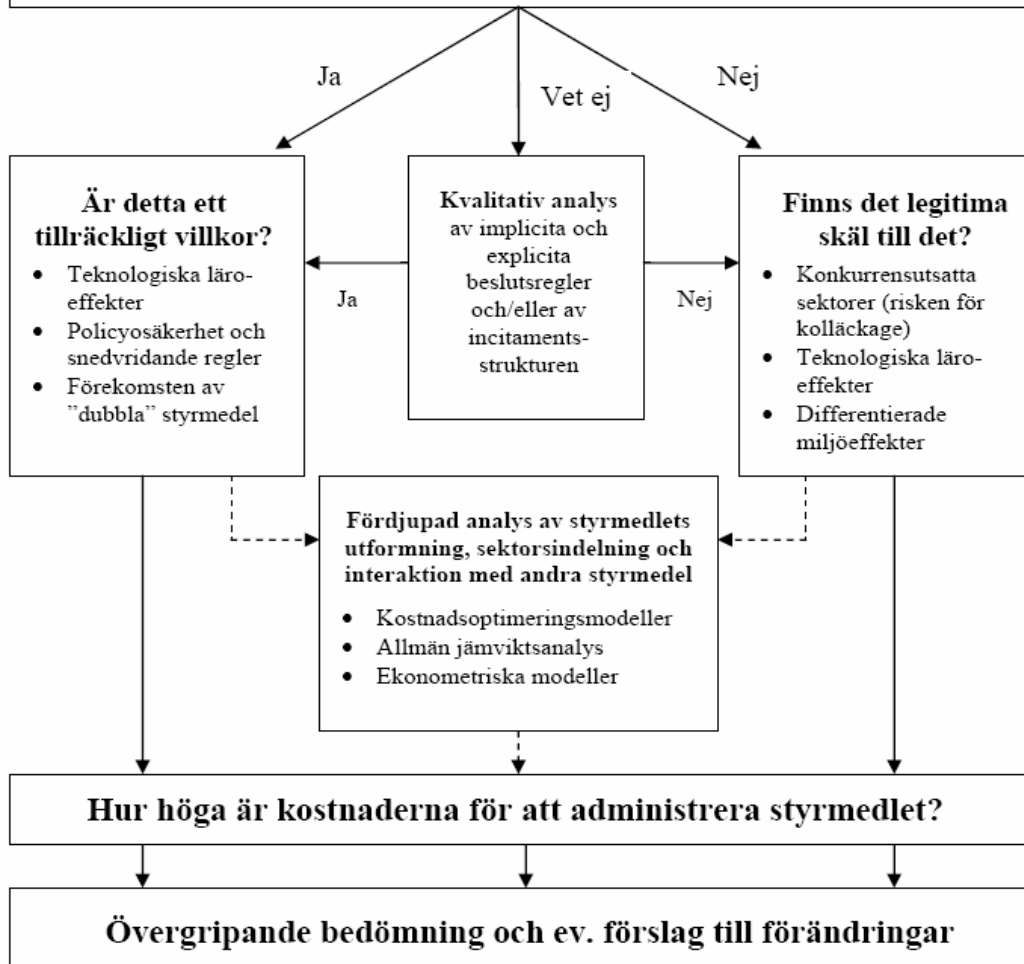 Ja
Vet ej
Nej
Är detta ett
tillräckligt villkor?
• Teknologiska läro-
effekter
• Policyosäkerhet och
snedvridande regler
• Förekomsten av
”dubbla” styrmedel
Kvalitativ analys
av implicita och
explicita
beslutsregler
och/eller av
incitaments-
strukturen
Ja
Nej
Finns det legitima
skäl till det?
• Konkurrensutsatta
sektorer (risken för
kolläckage)
• Teknologiska läro-
effekter
• Differentierade
miljöeffekter
Fördjupad analys av styrmedlets
utformning, sektorsindelning och
interaktion med andra styrmedel
• Kostnadsoptimeringsmodeller
• Allmän jämviktsanalys
• Ekonometriska modeller
Hur höga är kostnaderna för att administrera styrmedlet?
Övergripande bedömning och ev. förslag till förändringar